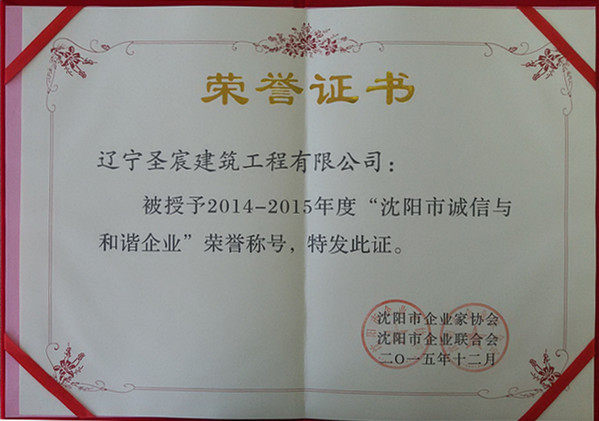 荣誉证书
辽宁圣宸建筑工程有限公司：
被授予2014-2015年度“沈阳市诚信与
和谐企业”荣誉称号，特发此证。
沈阳市企业家协会
沈阳市企业联合会
二〇一五年十二月